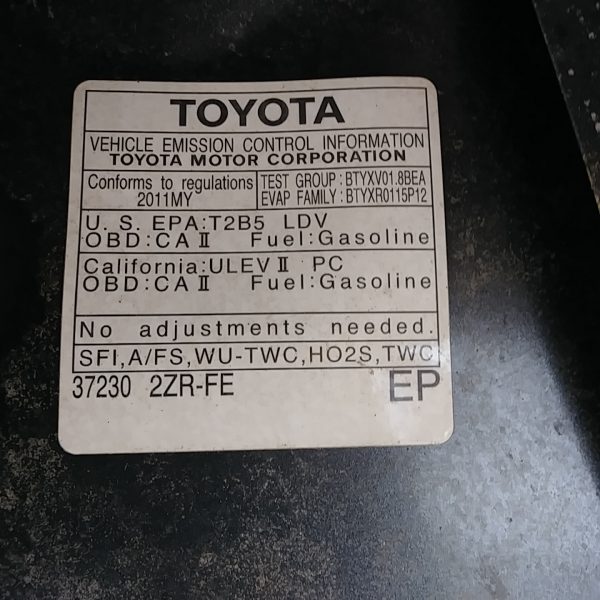 TOYOTA
VEHICLE EMISSION CONTROL INFORMATION
TOYOTA MOTOR CORPORATION
Conforms to regulations
2011MY
TEST GROUP : BTYXV01.8BEA
EVAP FAMILY : BTYXR0115P12
U. S. EPA:T2B5 LDV
OBD:CA II Fuel:Gasoline
California:ULEV II PC
OBD:CA II Fuel:Gasoline
No adjustments needed.
SFI,A/FS,WU-TWC,HO2S,TWC
37230 2ZR-FE EP